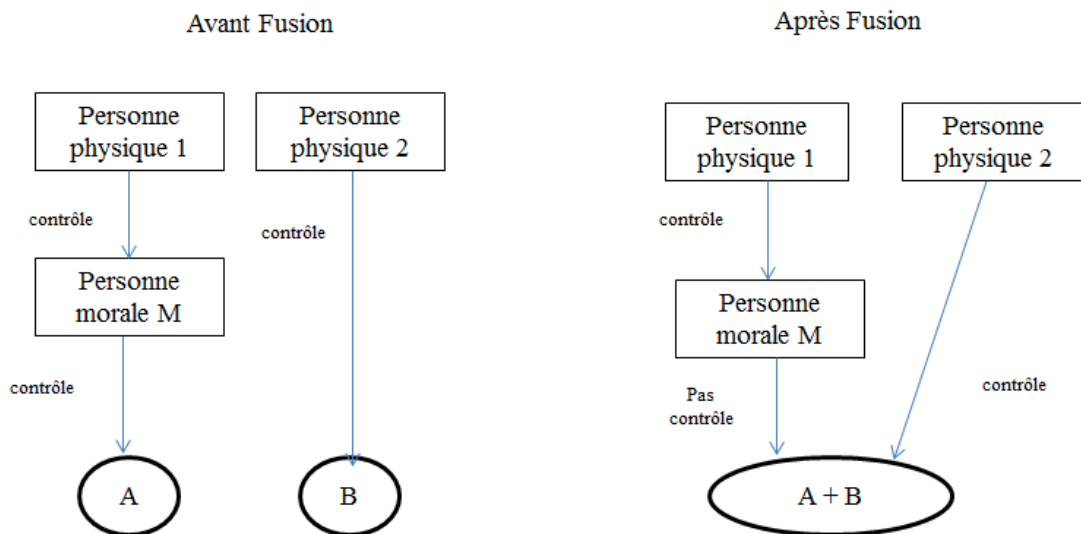 Avant Fusion
Personne
physique 1
Personne
physique 2
contrôle
contrôle
Personne
morale M
contrôle
A
B
Après Fusion
Personne
physique 1
Personne
physique 2
contrôle
Personne
morale M
Pas
contrôle
contrôle
A + B